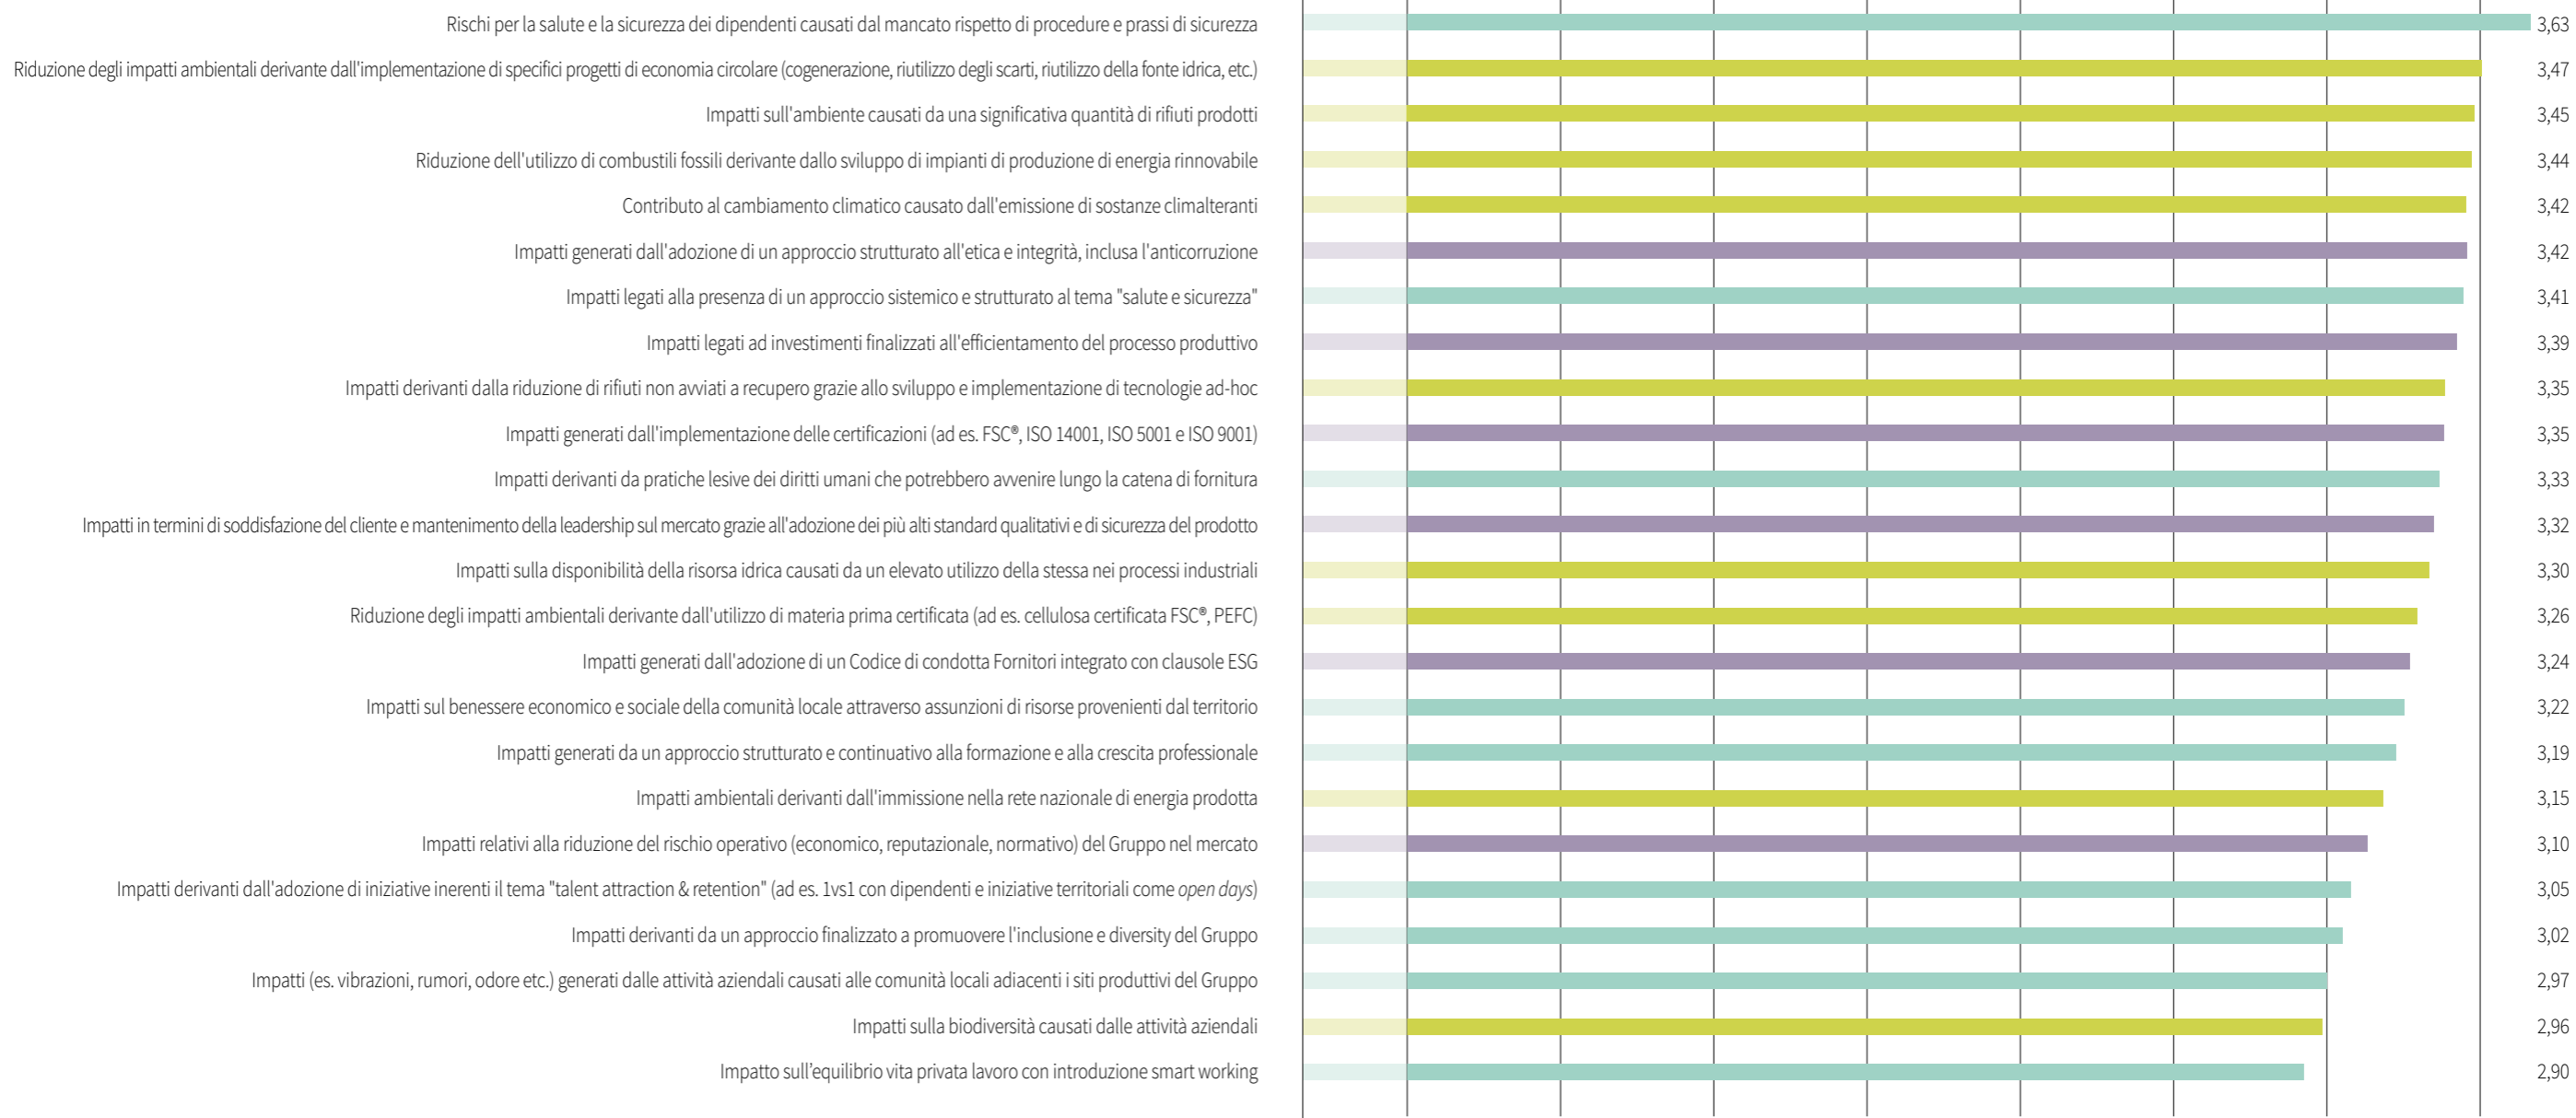 Rischi per la salute e la sicurezza dei dipendenti causati dal mancato rispetto di procedure e prassi di sicurezza 3,63
Riduzione degli impatti ambientali derivante dall'implementazione di specifici progetti di economia circolare (cogenerazione, riutilizzo degli scarti, riutilizzo della fonte idrica, etc.) 3,47
Impatti sull'ambiente causati da una significativa quantità di rifiuti prodotti 3,45
Riduzione dell'utilizzo di combustili fossili derivante dallo sviluppo di impianti di produzione di energia rinnovabile 3,44
Contributo al cambiamento climatico causato dall'emissione di sostanze climalteranti 3,42
Impatti generati dall'adozione di un approccio strutturato all'etica e integrità, inclusa l'anticorruzione 3,42
Impatti legati alla presenza di un approccio sistemico e strutturato al tema "salute e sicurezza" 3,41
Impatti legati ad investimenti finalizzati all'efficientamento del processo produttivo 3,39
Impatti derivanti dalla riduzione di rifiuti non avviati a recupero grazie allo sviluppo e implementazione di tecnologie ad-hoc 3,35
Impatti generati dall'implementazione delle certificazioni (ad es. FSC®, ISO 14001, ISO 5001 e ISO 9001) 3,35
Impatti derivanti da pratiche lesive dei diritti umani che potrebbero avvenire lungo la catena di fornitura 3,33
Impatti in termini di soddisfazione del cliente e mantenimento della leadership sul mercato grazie all'adozione dei più alti standard qualitativi e di sicurezza del prodotto 3,32
Impatti sulla disponibilità della risorsa idrica causati da un elevato utilizzo della stessa nei processi industriali 3,30
Riduzione degli impatti ambientali derivante dall'utilizzo di materia prima certificata (ad es. cellulosa certificata FSC®, PEFC) 3,26
Impatti generati dall'adozione di un Codice di condotta Fornitori integrato con clausole ESG 3,24
Impatti sul benessere economico e sociale della comunità locale attraverso assunzioni di risorse provenienti dal territorio 3,22
Impatti generati da un approccio strutturato e continuativo alla formazione e alla crescita professionale 3,19
Impatti ambientali derivanti dall'immissione nella rete nazionale di energia prodotta 3,15
Impatti relativi alla riduzione del rischio operativo (economico, reputazionale, normativo) del Gruppo nel mercato 3,10
Impatti derivanti dall'adozione di iniziative inerenti il tema "talent attraction & retention" (ad es. 1vs1 con dipendenti e iniziative territoriali come open days) 3,05
Impatti derivanti da un approccio finalizzato a promuovere l'inclusione e diversity del Gruppo 3,02
Impatti (es. vibrazioni, rumori, odore etc.) generati dalle attività aziendali causati alle comunità locali adiacenti i siti produttivi del Gruppo 2,97
Impatti sulla biodiversità causati dalle attività aziendali 2,96
Impatto sull’equilibrio vita privata lavoro con introduzione smart working 2,90